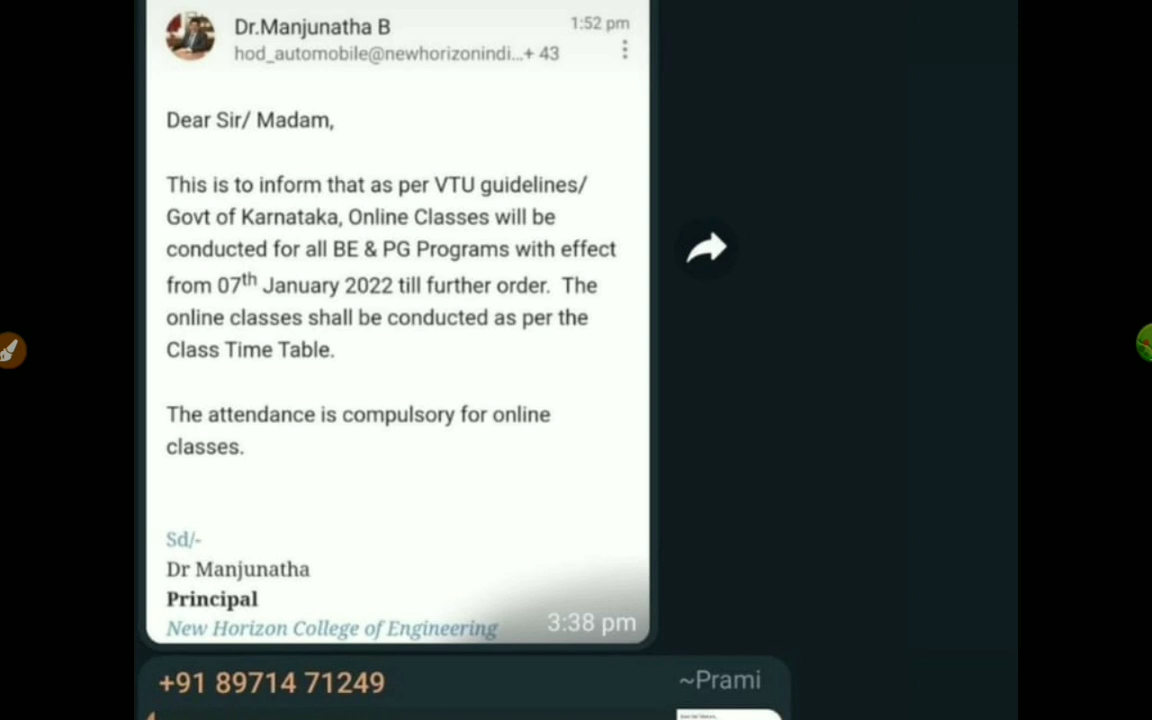 Dr.Manjunatha B
1:52 pm
hod_automobile@newhorizonindi...+ 43
Dear Sir/ Madam,
This is to inform that as per VTU guidelines/
Govt of Karnataka, Online Classes will be
conducted for all BE & PG Programs with effect
from 07th January 2022 till further order.  The
online classes shall be conducted as per the
Class Time Table.
The attendance is compulsory for online
classes.
Sd/-
Dr Manjunatha
Principal
New Horizon College of Engineering
3:38 pm
+91 89714 71249
~Prami